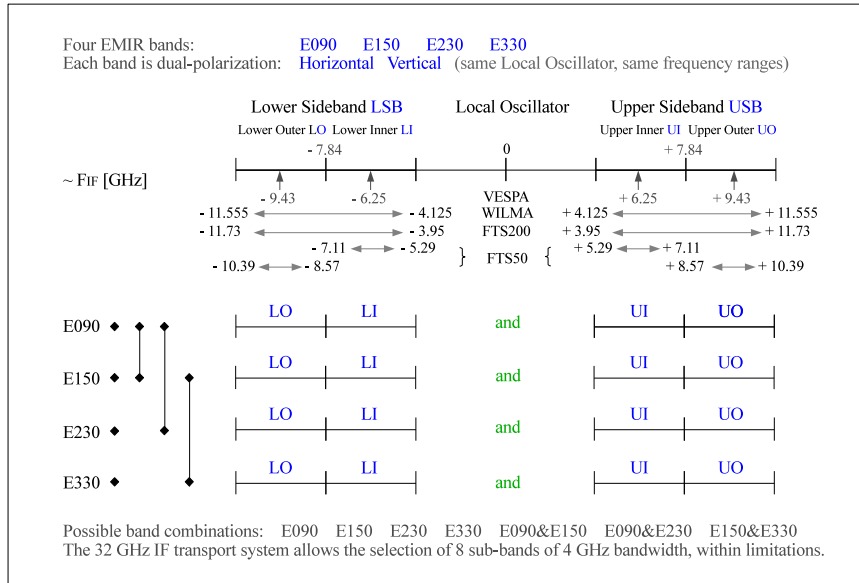 Four EMIR bands: E090 E150 E230 E330
Each band is dual-polarization: Horizontal Vertical (same Local Oscillator, same frequency ranges)
Lower Sideband LSB Local Oscillator Upper Sideband USB
Lower Outer LO Lower Inner LI Upper Inner UI Upper Outer UO
- 7.84 0 + 7.84
~ FIF [GHz]
- 9.43 - 6.25 VESPA + 6.25 + 9.43
- 11.555 - 4.125 WILMA + 4.125 + 11.555
- 11.73 - 3.95 FTS200 + 3.95 + 11.73
- 7.11 - 5.29 + 5.29 + 7.11
- 10.39 - 8.57 } FTS50 { + 8.57 + 10.39
E090 LO LI and UI UO
E150 LO LI and UI UO
E230 LO LI and UI UO
E330 LO LI and UI UO
Possible band combinations: E090 E150 E230 E330 E090&E150 E090&E230 E150&E330
The 32 GHz IF transport system allows the selection of 8 sub-bands of 4 GHz bandwidth, within limitations.